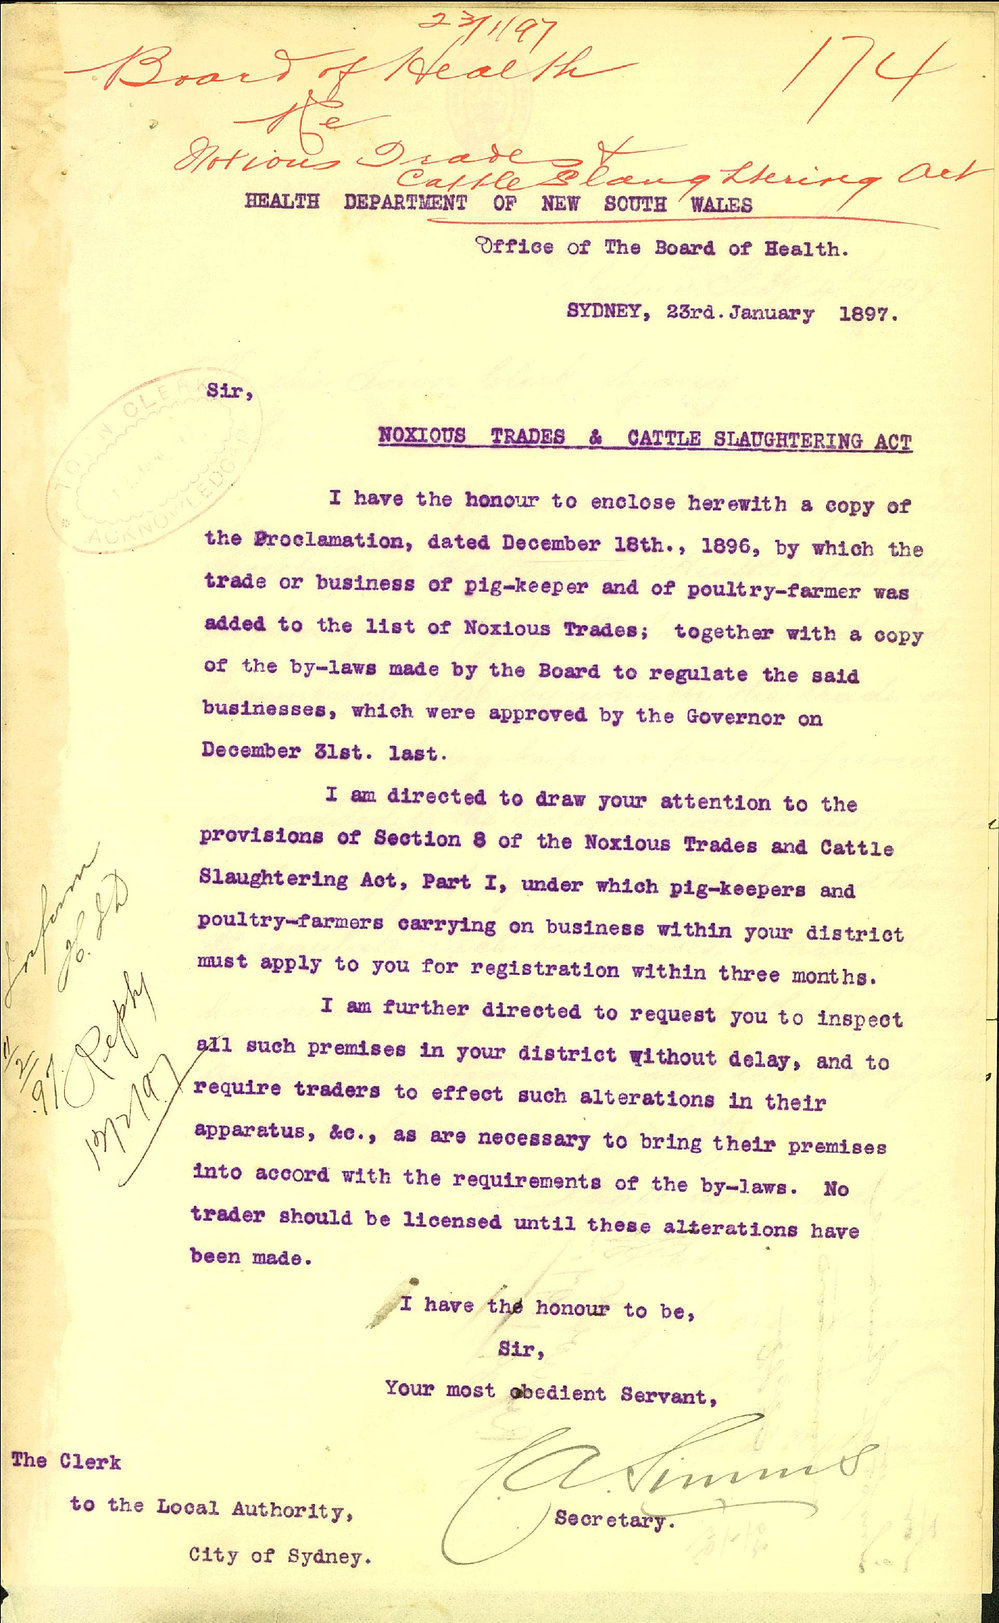 23/1/97
Board of Health 174
Re
Noxious Trades &
Cattle Slaughtering Act
HEALTH DEPARTMENT OF NEW SOUTH WALES
Office of The Board of Health.
SYDNEY, 23rd. January 1897.
Sir,
TOWN CLERK
ACKNOWLEDG
NOXIOUS TRADES & CATTLE SLAUGHTERING ACT
I have the honour to enclose herewith a copy of
the Proclamation, dated December 18th., 1896, by which the
trade or business of pig-keeper and of poultry-farmer was
added to the list of Noxious Trades; together with a copy
of the by-laws made by the Board to regulate the said
businesses, which were approved by the Governor on
December 31st. last.
I am directed to draw your attention to the
provisions of Section 8 of the Noxious Trades and Cattle
Slaughtering Act, Part I, under which pig-keepers and
poultry-farmers carrying on business within your district
must apply to you for registration within three months.
I am further directed to request you to inspect
all such premises in your district without delay, and to
require traders to effect such alterations in their
apparatus, &c., as are necessary to bring their premises
into accord with the requirements of the by-laws. No
trader should be licensed until these alterations have
been made.
Inform
11/2/97
Reply
I have the honour to be,
Sir,
Your most obedient Servant,
C. A. Simms
Secretary.
The Clerk
to the Local Authority,
City of Sydney.